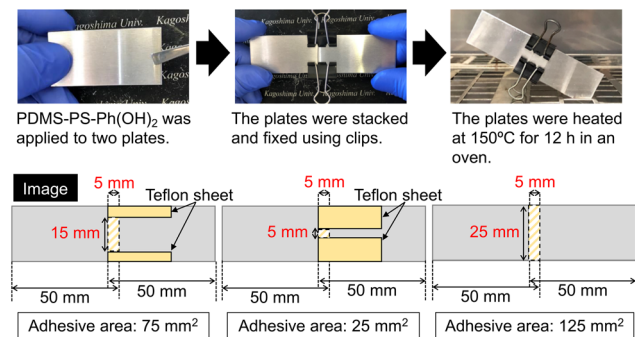 Kagoshima Univ.
PDMS-PS-Ph(OH)₂ was
applied to two plates.
The plates were stacked
and fixed using clips.
The plates were heated
at 150ºC for 12 h in an
oven.
Image
5 mm
Teflon sheet
15 mm
50 mm
50 mm
Adhesive area: 75 mm²
5 mm
Teflon sheet
5 mm
50 mm
50 mm
Adhesive area: 25 mm²
5 mm
25 mm
50 mm
50 mm
Adhesive area: 125 mm²